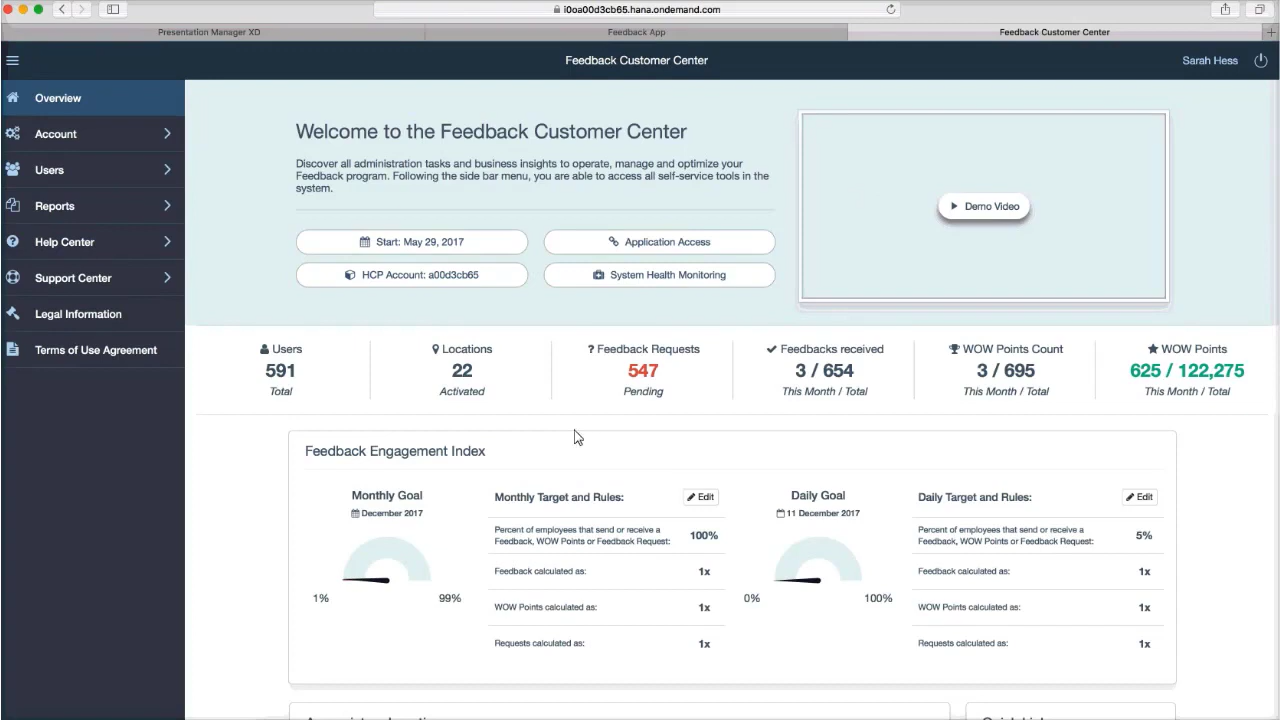 i0oa00d3cb65.hana.ondemand.com
Presentation Manager XD
Feedback App
Feedback Customer Center
Feedback Customer Center
Sarah Hess
Overview
Account
Users
Reports
Help Center
Support Center
Legal Information
Terms of Use Agreement
Welcome to the Feedback Customer Center
Discover all administration tasks and business insights to operate, manage and optimize your
Feedback program. Following the side bar menu, you are able to access all self-service tools in the
system.
Start: May 29, 2017
Application Access
HCP Account: a00d3cb65
System Health Monitoring
Demo Video
Users
591
Total
Locations
22
Activated
? Feedback Requests
547
Pending
Feedbacks received
3 / 654
This Month / Total
WOW Points Count
3 / 695
This Month / Total
WOW Points
625 / 122,275
This Month / Total
Feedback Engagement Index
Monthly Goal
December 2017
1%
99%
Monthly Target and Rules:
Edit
Percent of employees that send or receive a
Feedback, WOW Points or Feedback Request:
100%
Feedback calculated as:
1x
WOW Points calculated as:
1x
Requests calculated as:
1x
Daily Goal
11 December 2017
0%
100%
Daily Target and Rules:
Edit
Percent of employees that send or receive a
Feedback, WOW Points or Feedback Request:
5%
Feedback calculated as:
1x
WOW Points calculated as:
1x
Requests calculated as:
1x